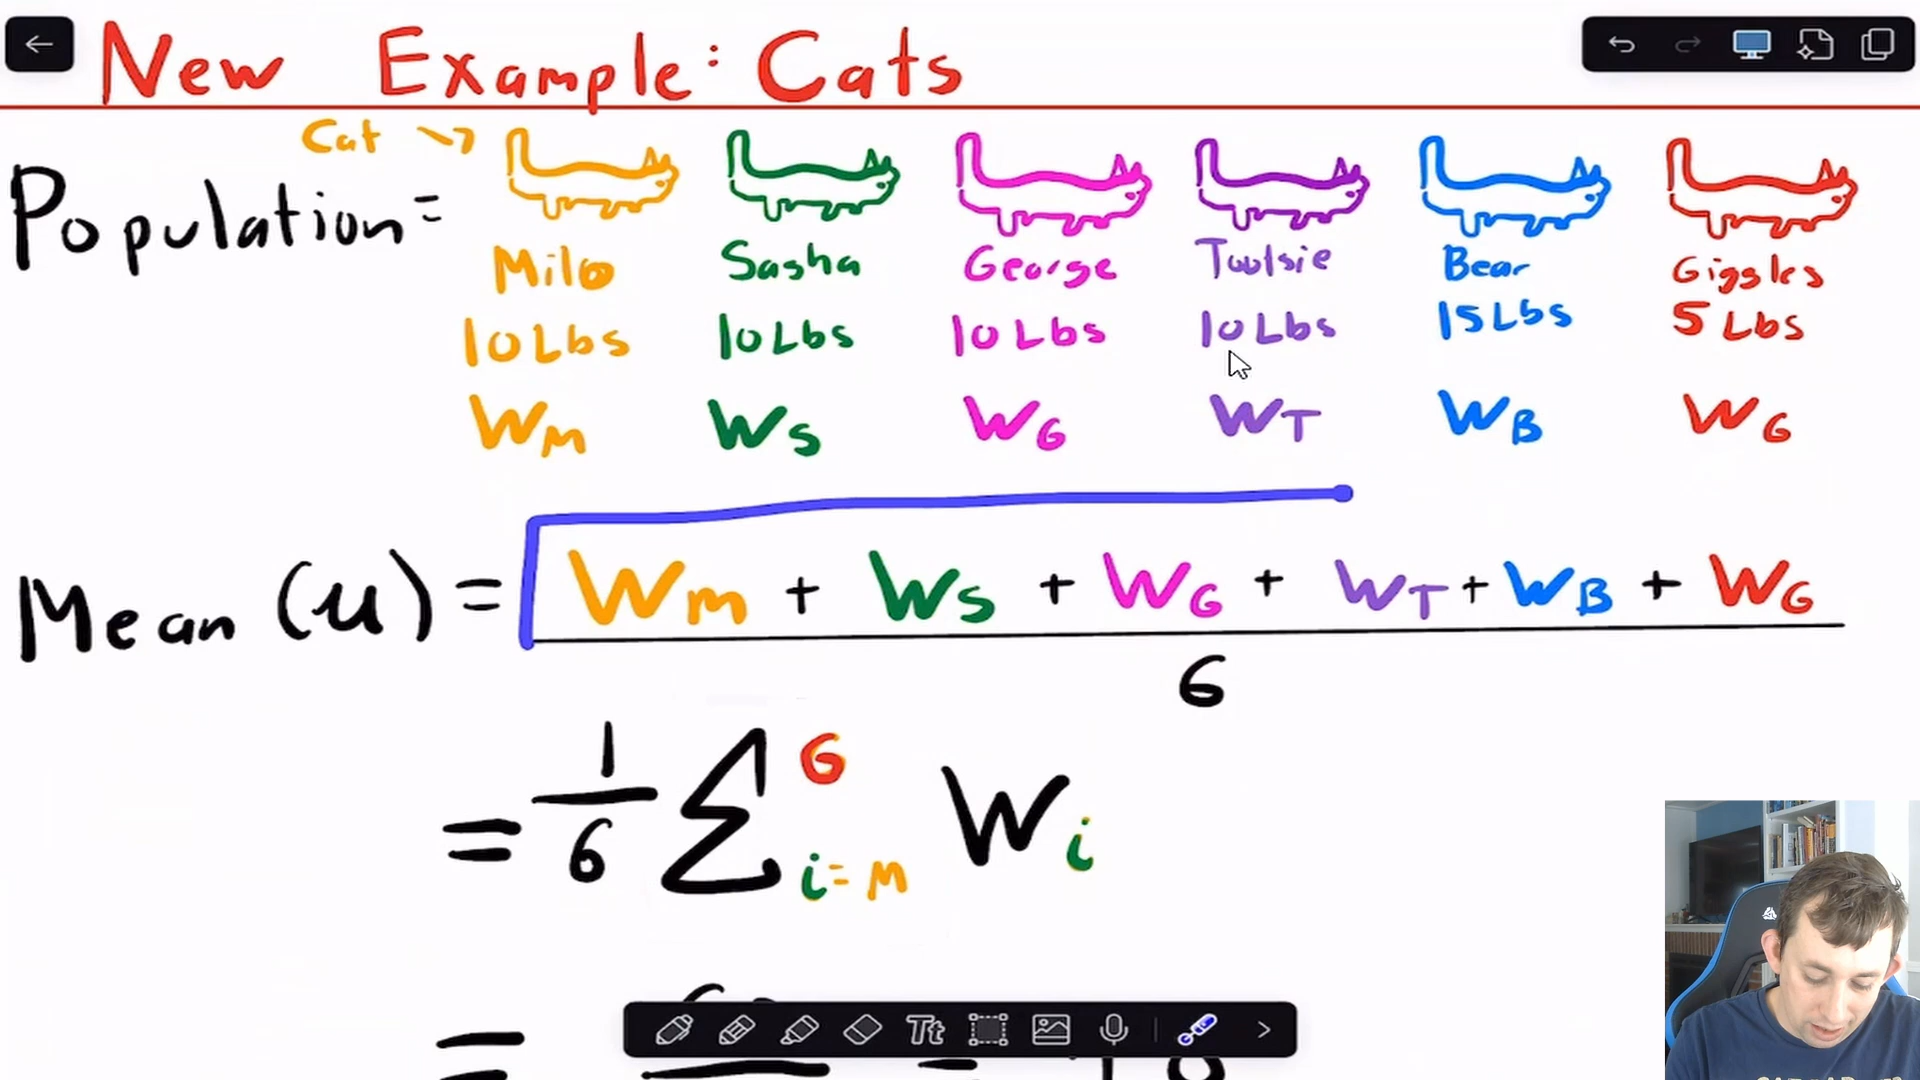 New Example: Cats
Cat →
Population =
Milo Sasha George Tootsie Bear Giggles
10 Lbs 10 Lbs 10 Lbs 10 Lbs 15 Lbs 5 Lbs
WM WS WG WT WB WG
Mean (u) = WM + WS + WG + WT + WB + WG
6
= 1/6 Σ G i=M Wi
= = 10
Tt